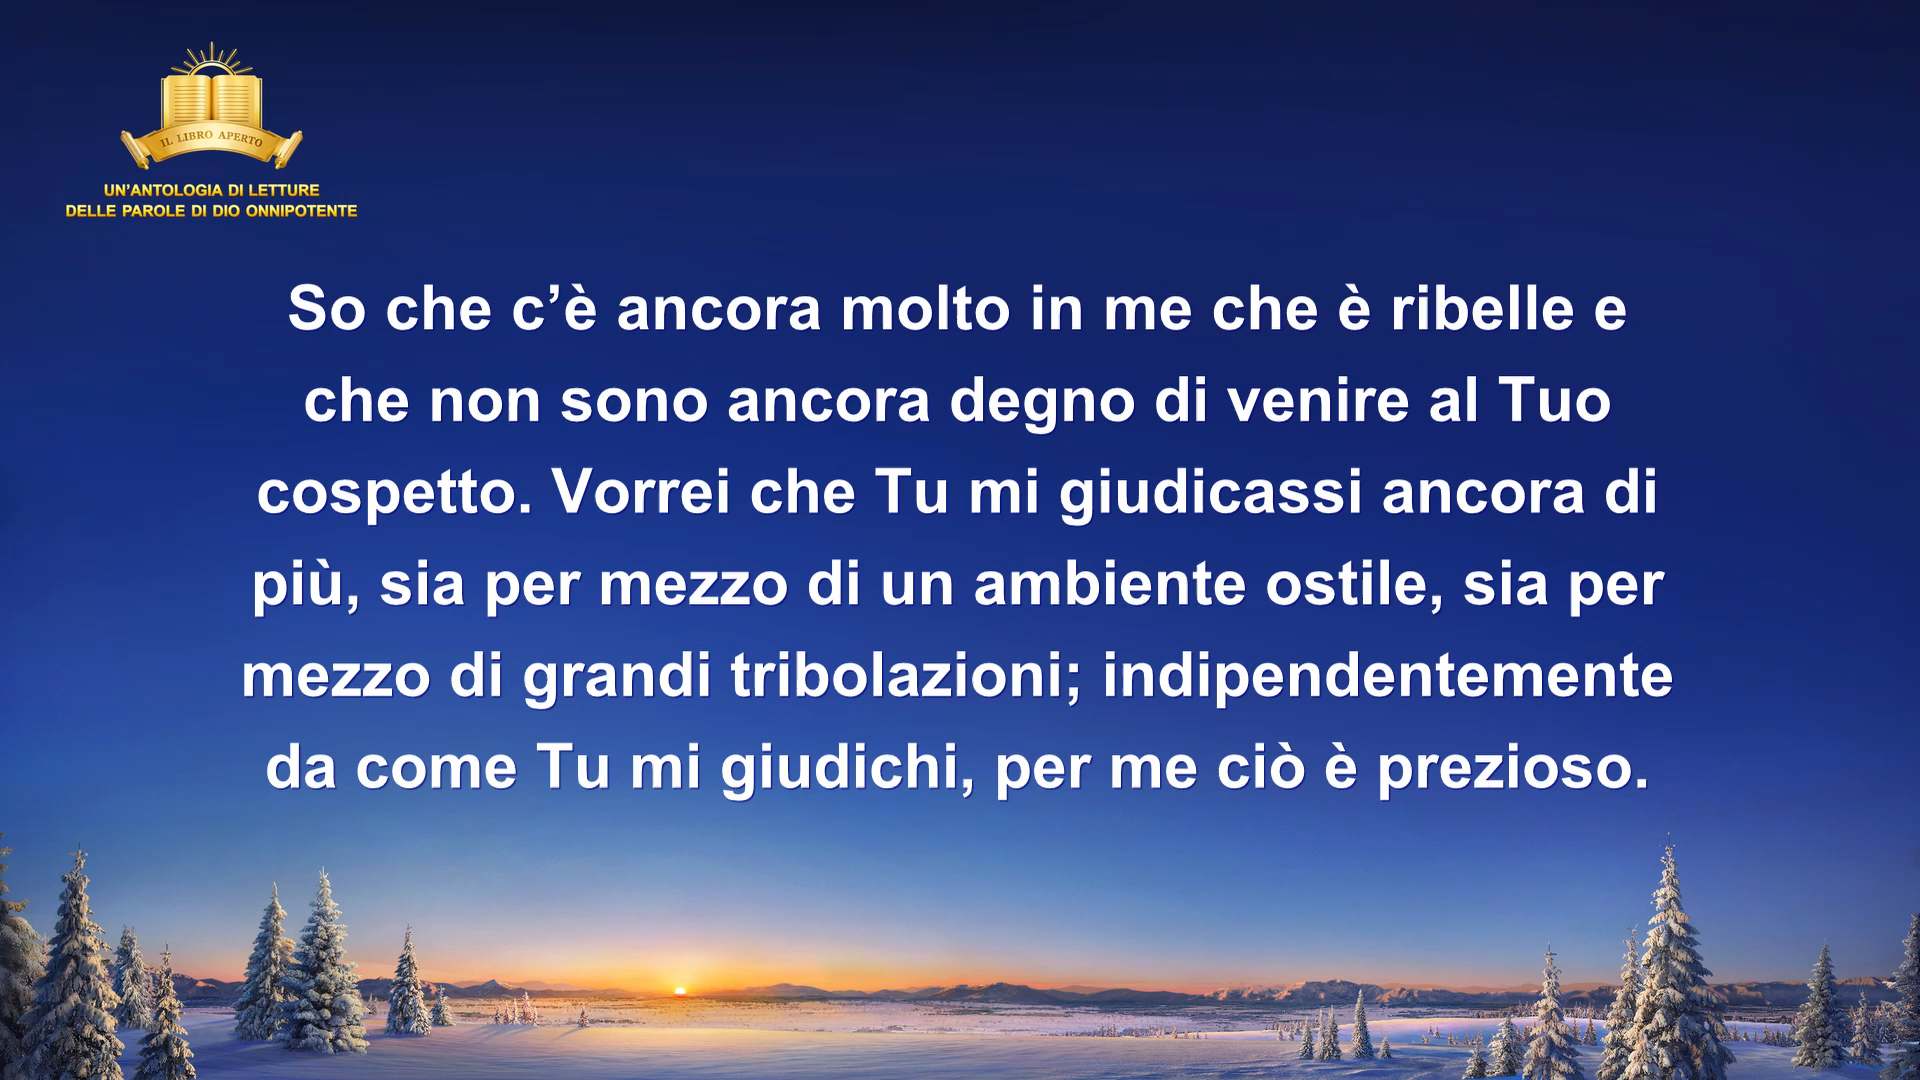 IL LIBRO APERTO
UN’ANTOLOGIA DI LETTURE
DELLE PAROLE DI DIO ONNIPOTENTE
So che c’è ancora molto in me che è ribelle e
che non sono ancora degno di venire al Tuo
cospetto. Vorrei che Tu mi giudicassi ancora di
più, sia per mezzo di un ambiente ostile, sia per
mezzo di grandi tribolazioni; indipendentemente
da come Tu mi giudichi, per me ciò è prezioso.